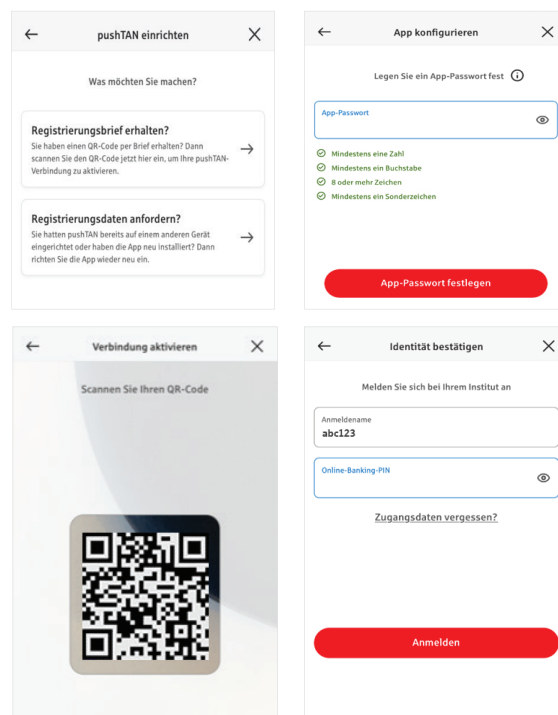 pushTAN einrichten
Was möchten Sie machen?
Registrierungsbrief erhalten?
Sie haben einen QR-Code per Brief erhalten? Dann
scannen Sie den QR-Code jetzt hier ein, um Ihre pushTAN-
Verbindung zu aktivieren.
Registrierungsdaten anfordern?
Sie hatten pushTAN bereits auf einem anderen Gerät
eingerichtet oder haben die App neu installiert? Dann
richten Sie die App wieder neu ein.
App konfigurieren
Legen Sie ein App-Passwort fest
App-Passwort
Mindestens eine Zahl
Mindestens ein Buchstabe
8 oder mehr Zeichen
Mindestens ein Sonderzeichen
App-Passwort festlegen
Verbindung aktivieren
Scannen Sie Ihren QR-Code
Identität bestätigen
Melden Sie sich bei Ihrem Institut an
Anmeldename
abc123
Online-Banking-PIN
Zugangsdaten vergessen?
Anmelden